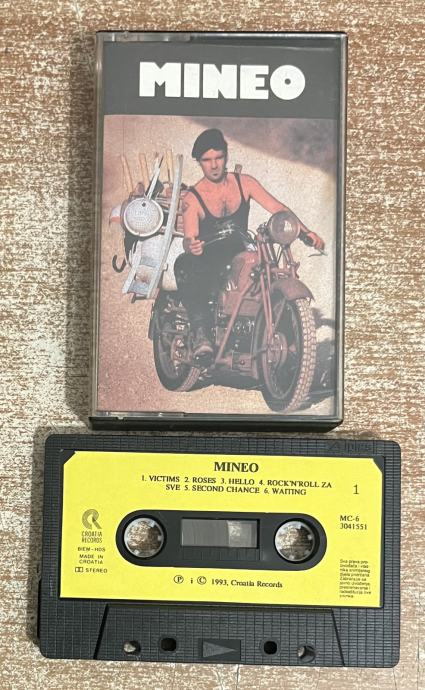 MINEO
MINEO
1. VICTIMS 2. ROSES 3. HELLO 4. ROCK'N'ROLL ZA
SVE 5. SECOND CHANCE 6. WAITING
1
CROATIA
RECORDS
BIEM-HDS
MADE IN
CROATIA
STEREO
MC-6
3041551
Ⓟ i © 1993, Croatia Records